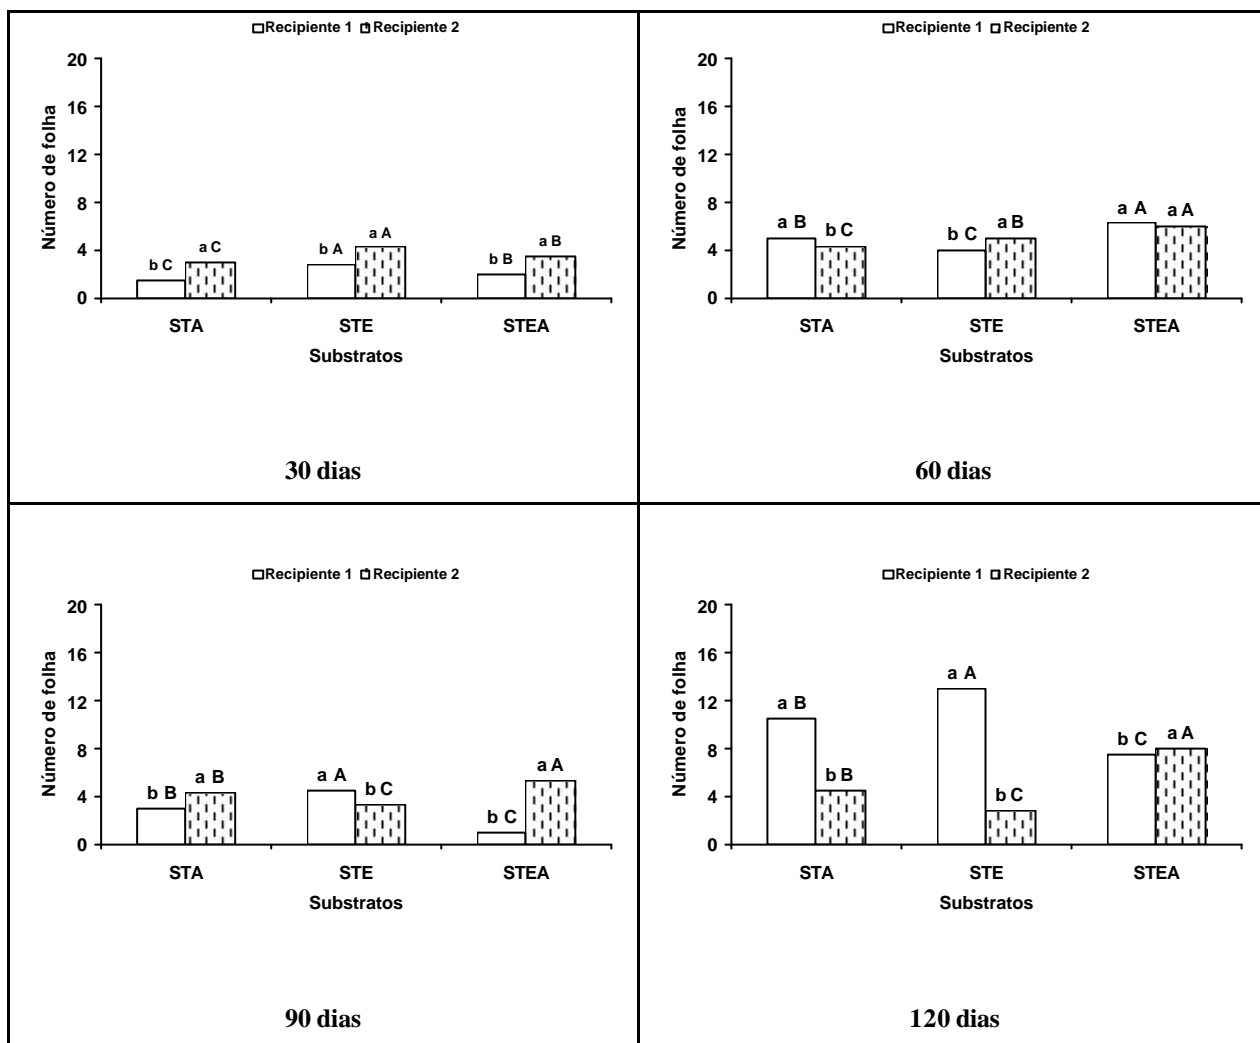 Recipiente 1 Recipiente 2
20
16
12
8
4
0
Número de folha
b C a C b A a A b B a B
STA STE STEA
Substratos
30 dias
Recipiente 1 Recipiente 2
20
16
12
8
4
0
Número de folha
a B b C b C a B a A a A
STA STE STEA
Substratos
60 dias
Recipiente 1 Recipiente 2
20
16
12
8
4
0
Número de folha
b B a B a A b C b C a A
STA STE STEA
Substratos
90 dias
Recipiente 1 Recipiente 2
20
16
12
8
4
0
Número de folha
a B b B a A b C b C a A
STA STE STEA
Substratos
120 dias